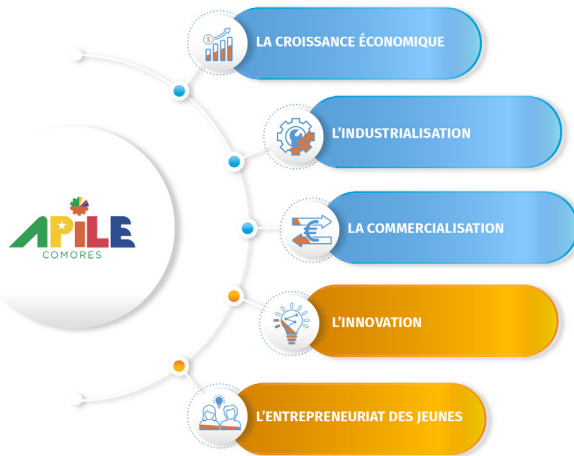 LA CROISSANCE ÉCONOMIQUE
L'INDUSTRIALISATION
APiLE
COMORES
LA COMMERCIALISATION
L'INNOVATION
L'ENTREPRENEURIAT DES JEUNES